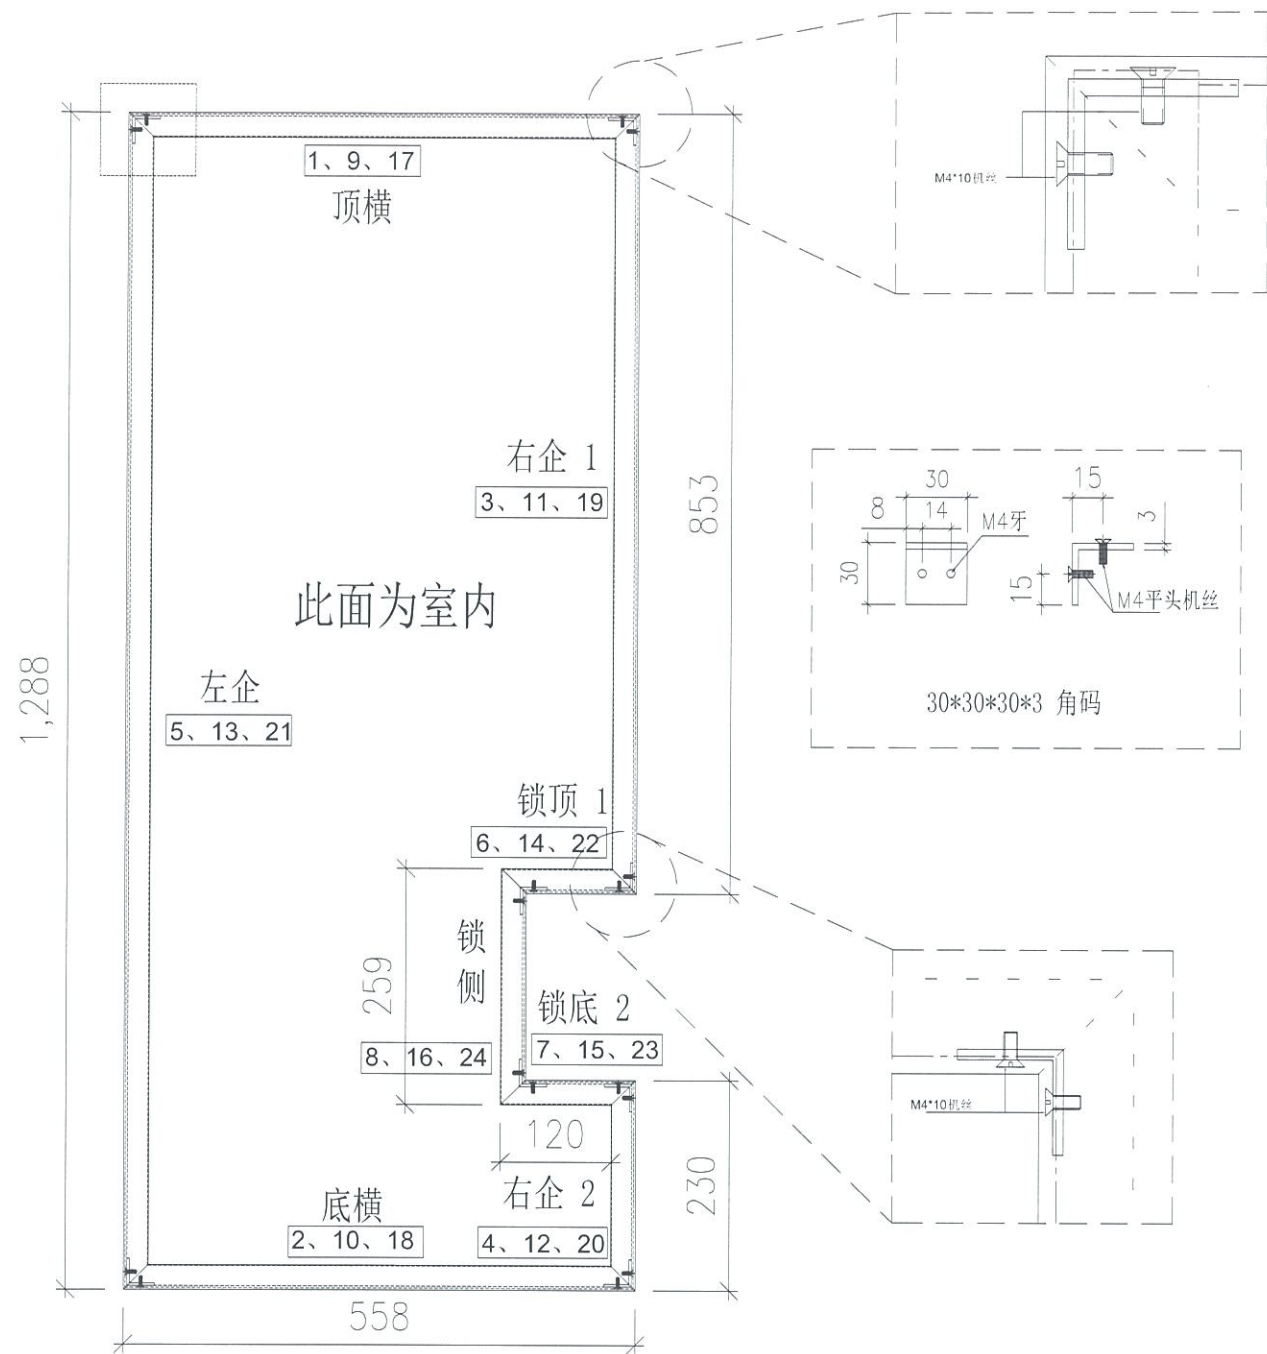 M4*10机丝
1、9、17
顶横
右企 1
3、11、19
853
30
15
8
14
M4牙
3
30
15
M4平头机丝
30*30*30*3 角码
此面为室内
1,288
左企
5、13、21
锁顶 1
6、14、22
锁
侧
259
锁底 2
7、15、23
8、16、24
M4*10机丝
120
230
底横
右企 2
2、10、18
4、12、20
558